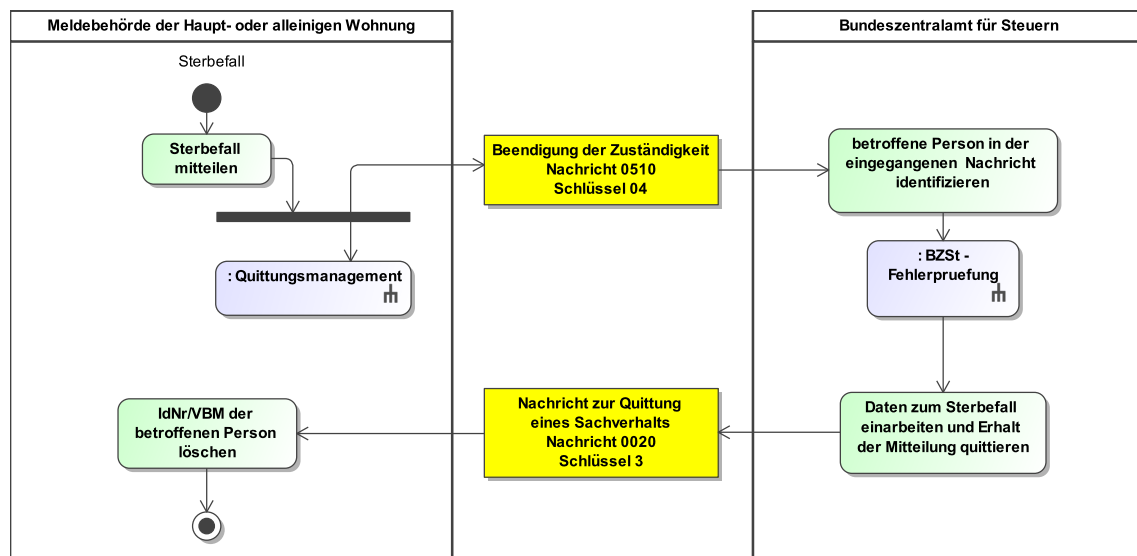 Meldebehörde der Haupt- oder alleinigen Wohnung
Bundeszentralamt für Steuern
Sterbefall
Sterbefall
mitteilen
Beendigung der Zuständigkeit
Nachricht 0510
Schlüssel 04
betroffene Person in der
eingegangenen Nachricht
identifizieren
: Quittungsmanagement
: BZSt -
Fehlerpruefung
IdNr/VBM der
betroffenen Person
löschen
Nachricht zur Quittung
eines Sachverhalts
Nachricht 0020
Schlüssel 3
Daten zum Sterbefall
einarbeiten und Erhalt
der Mitteilung quittieren